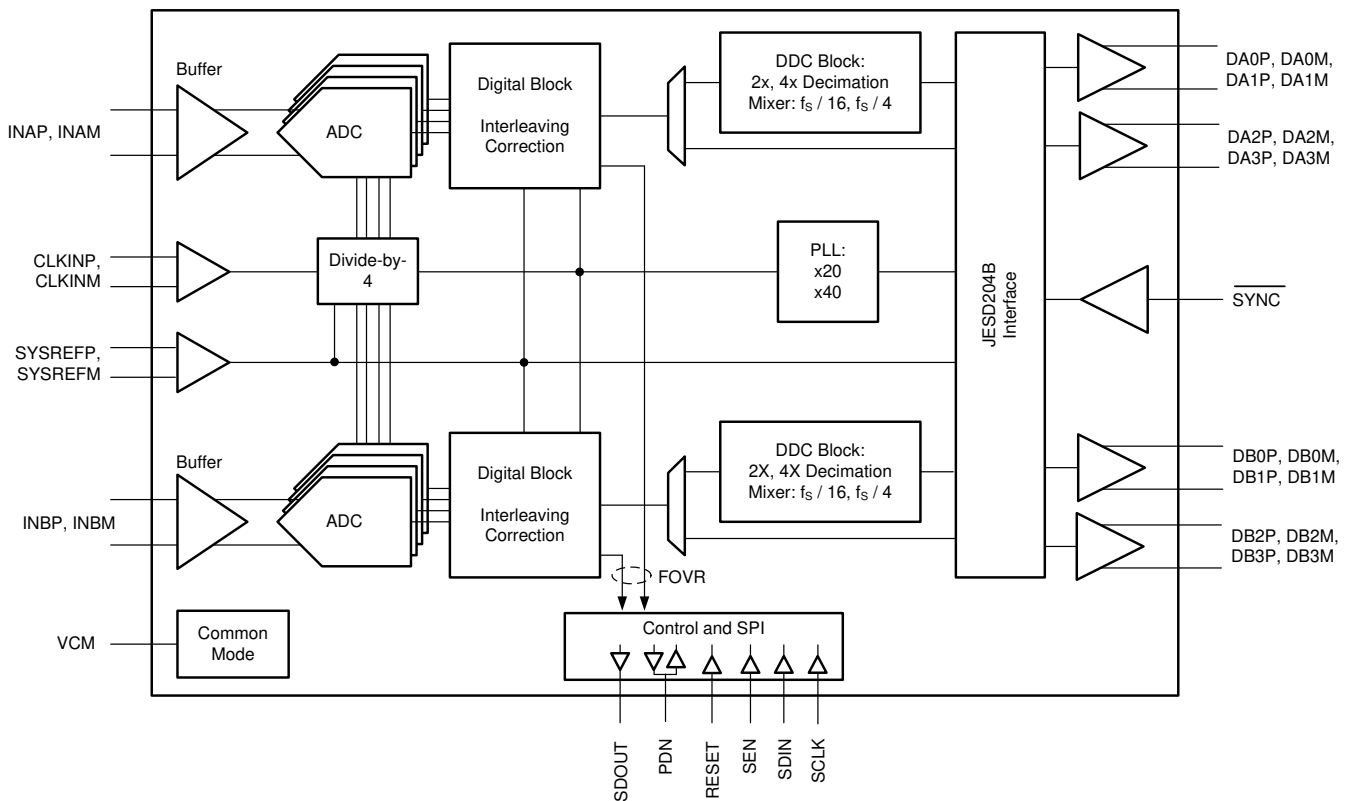 Buffer
INAP, INAM
ADC
Digital Block
Interleaving
Correction
DDC Block:
2x, 4x Decimation
Mixer: fS / 16, fS / 4
DA0P, DA0M,
DA1P, DA1M
DA2P, DA2M,
DA3P, DA3M
CLKINP,
CLKINM
Divide-by-
4
PLL:
x20
x40
JESD204B
Interface
SYNC
SYSREFP,
SYSREFM
Buffer
INBP, INBM
ADC
Digital Block
Interleaving
Correction
DDC Block:
2X, 4X Decimation
Mixer: fS / 16, fS / 4
DB0P, DB0M,
DB1P, DB1M
DB2P, DB2M,
DB3P, DB3M
FOVR
VCM
Common
Mode
Control and SPI
SDOUT
PDN
RESET
SEN
SDIN
SCLK